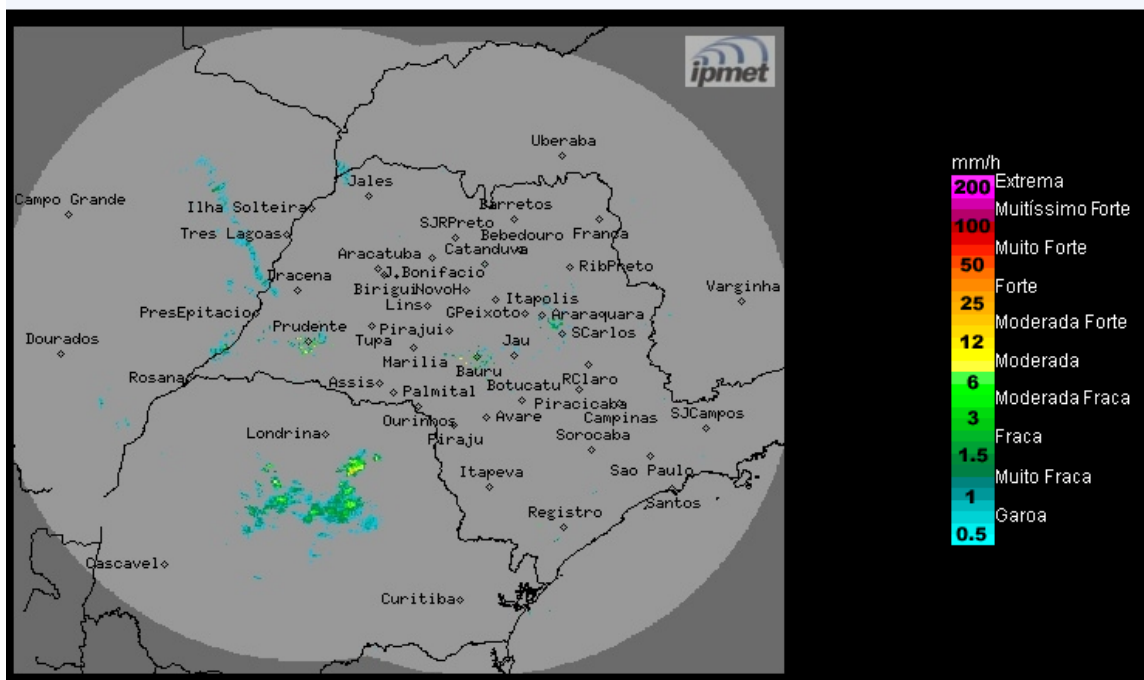 ipmet
Uberaba
Jales
Campo Grande
Ilha Solteira
Barretos
SJRPreto
Tres Lagoas
Bebedouro
Franca
Aracatuba
Catanduva
J.Bonifacio
RibPreto
Dracena
Birigui
NovoH
Varginha
Lins
Itapolis
PresEpitacio
GPeixoto
Araraquara
Prudente
Pirajui
SCarlos
Dourados
Tupa
Jau
Marilia
Bauru
Rosana
Assis
Palmital
Botucatu
RClaro
Piracicaba
Ourinhos
Avare
Campinas
SJCampos
Londrina
Piraju
Sorocaba
Itapeva
Sao Paulo
Santos
Registro
Cascavel
Curitiba
mm/h
200 Extrema
Muitíssimo Forte
100
Muito Forte
50
Forte
25
Moderada Forte
12
Moderada
6
Moderada Fraca
3
Fraca
1.5
Muito Fraca
1
Garoa
0.5